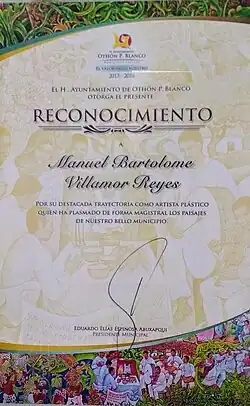 H. AYUNTAMIENTO
OTHÓN P. BLANCO
2013 - 2016
EL H. AYUNTAMIENTO DE OTHÓN P. BLANCO
OTORGA EL PRESENTE
RECONOCIMIENTO
A
Manuel Bartolome
Villamor Reyes
POR SU DESTACADA TRAYECTORIA COMO ARTISTA PLÁSTICO
QUIEN HA PLASMADO DE FORMA MAGISTRAL LOS PAISAJES
DE NUESTRO BELLO MUNICIPIO.
EDUARDO ELÍAS ESPINOSA ABUXAPQUI
PRESIDENTE MUNICIPAL